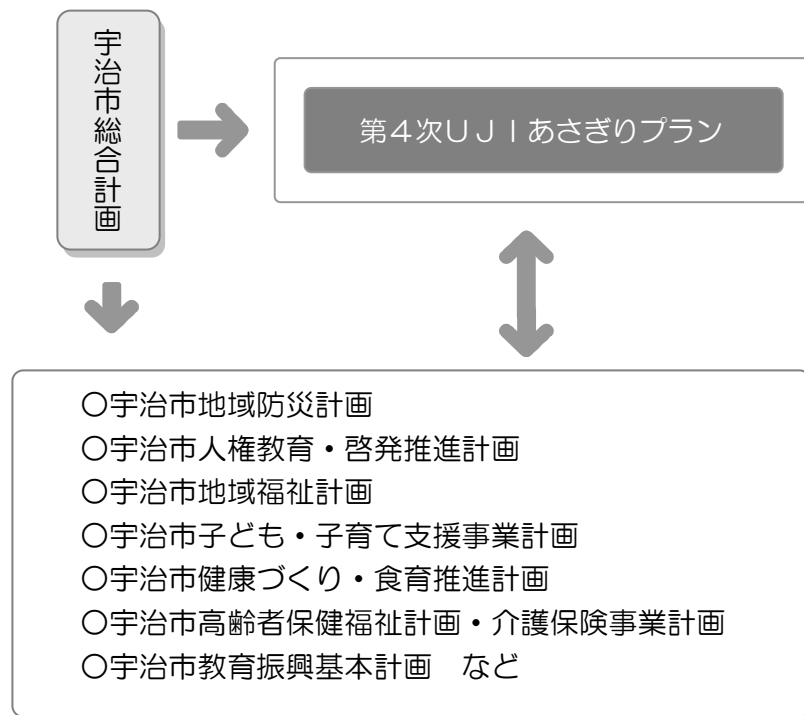 宇治市総合計画
第４次ＵＪＩあさぎりプラン
○宇治市地域防災計画
○宇治市人権教育・啓発推進計画
○宇治市地域福祉計画
○宇治市子ども・子育て支援事業計画
○宇治市健康づくり・食育推進計画
○宇治市高齢者保健福祉計画・介護保険事業計画
○宇治市教育振興基本計画　など